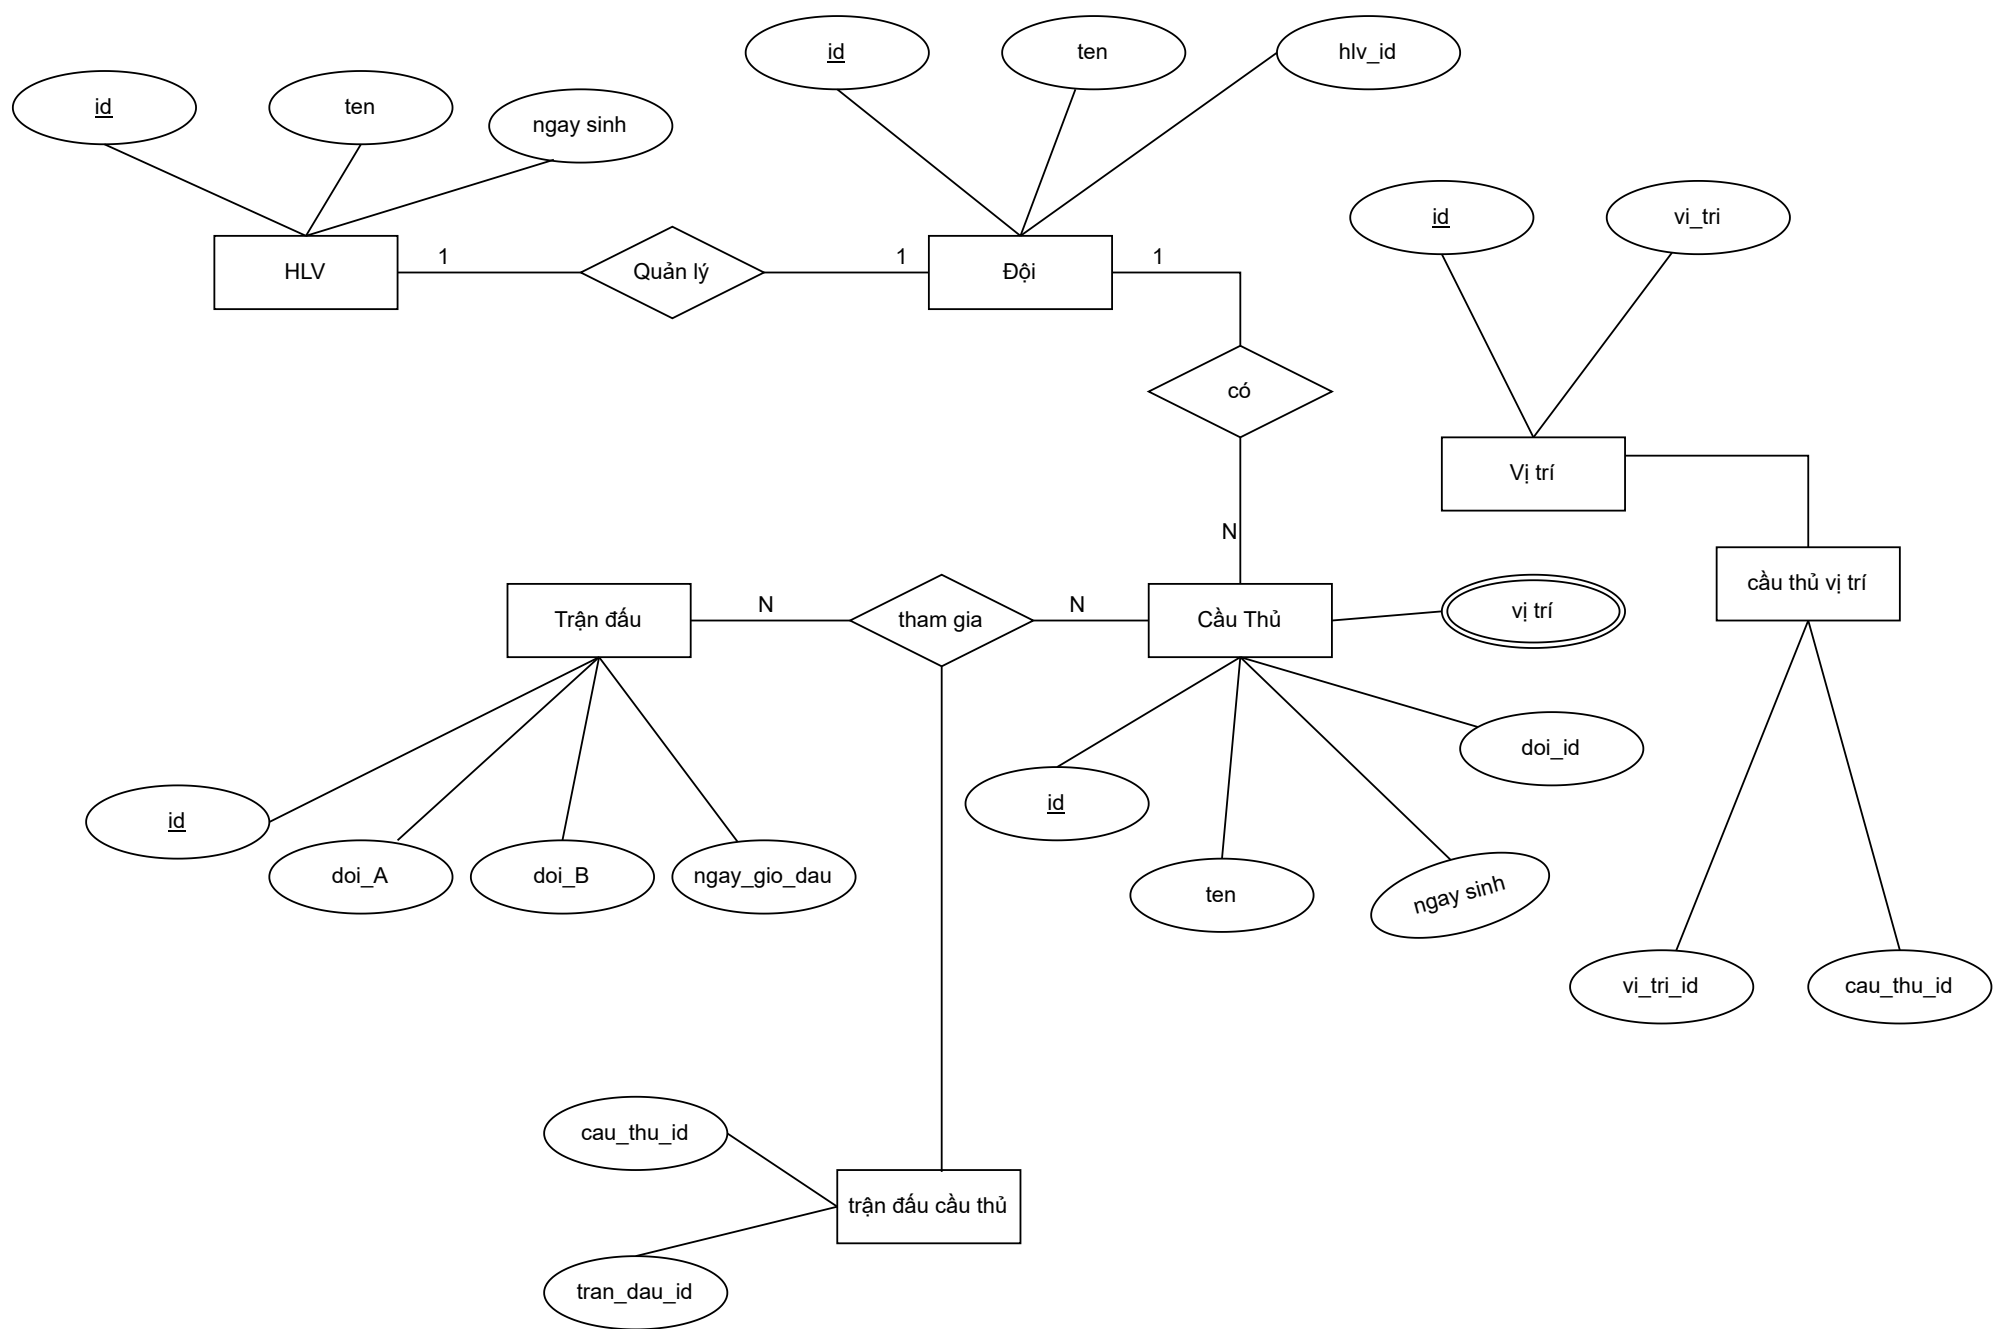 id
ten
hlv_id
id
ten
ngay sinh
id
vi_tri
HLV
1
Quản lý
1
Đội
1
có
Vị trí
N
cầu thủ vị trí
Trận đấu
N
tham gia
N
Cầu Thủ
vị trí
doi_id
id
id
doi_A
doi_B
ngay_gio_dau
ten
ngay sinh
vi_tri_id
cau_thu_id
cau_thu_id
trận đấu cầu thủ
tran_dau_id